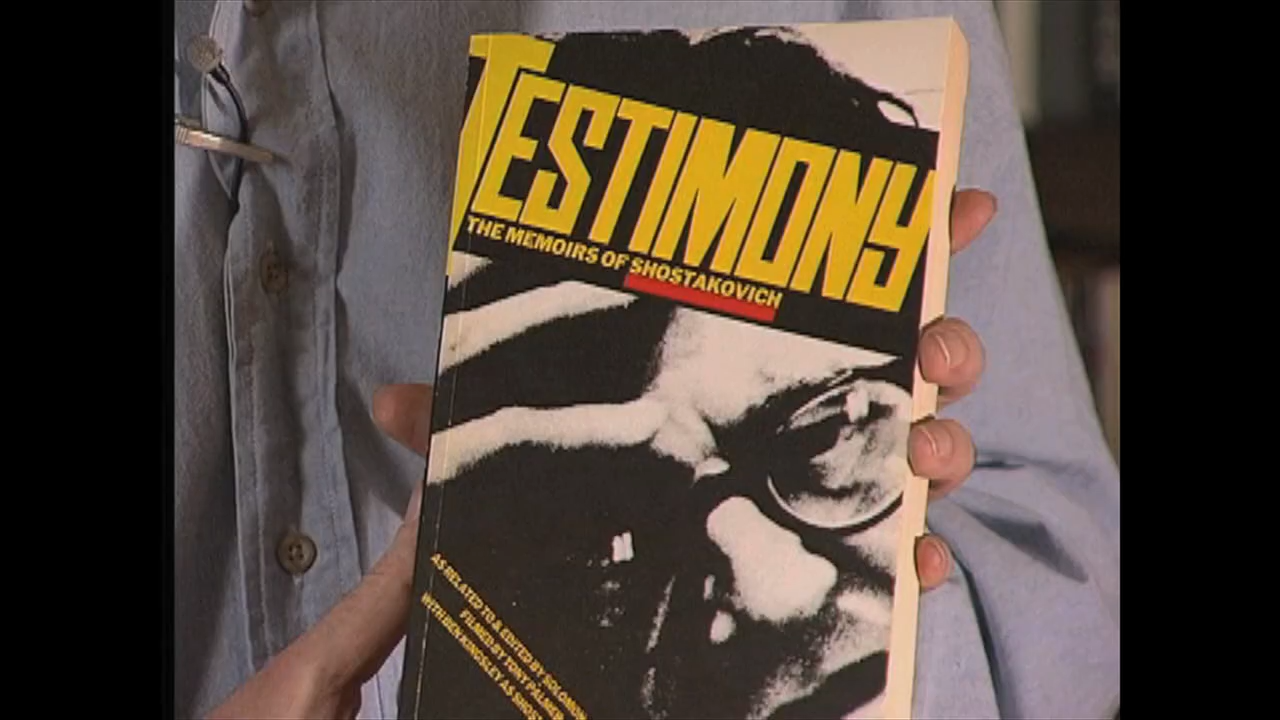 TESTIMONY
THE MEMOIRS OF SHOSTAKOVICH
AS RELATED TO & EDITED BY SOLOMON
FILMED BY TONY PALMER
WITH BEN KINGSLEY AS SHOST